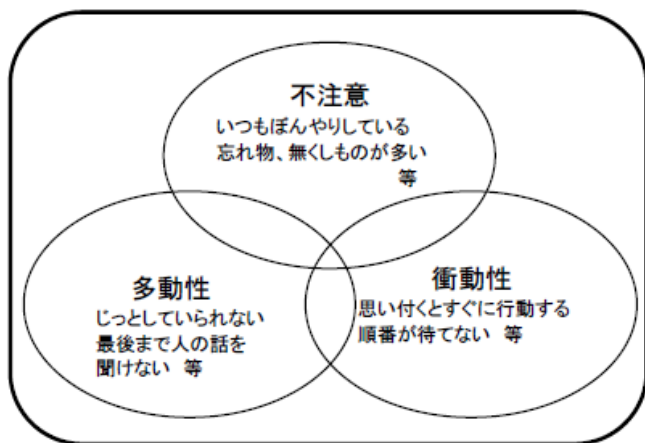 不注意
いつもぼんやりしている
忘れ物、無くしものが多い
等
多動性
じっとしていられない
最後まで人の話を
聞けない　等
衝動性
思い付くとすぐに行動する
順番が待てない　等